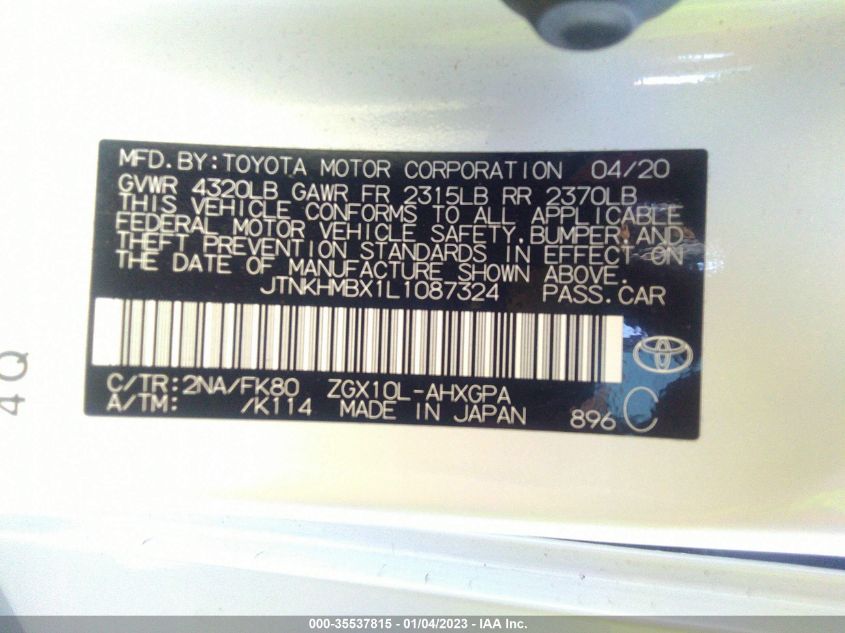 MFD.BY:TOYOTA MOTOR CORPORATION 04/20
GVWR 4320LB GAWR FR 2315LB RR 2370LB
THIS VEHICLE CONFORMS TO ALL APPLICABLE
FEDERAL MOTOR VEHICLE SAFETY,BUMPER,AND
THEFT PREVENTION STANDARDS IN EFFECT ON
THE DATE OF MANUFACTURE SHOWN ABOVE.
JTNKHMBX1L1087324 PASS.CAR
C/TR:2NA/FK80 ZGX10L-AHXGPA
A/TM: /K114 MADE IN JAPAN 896 C
4Q
000-35537815 - 01/04/2023 - IAA Inc.